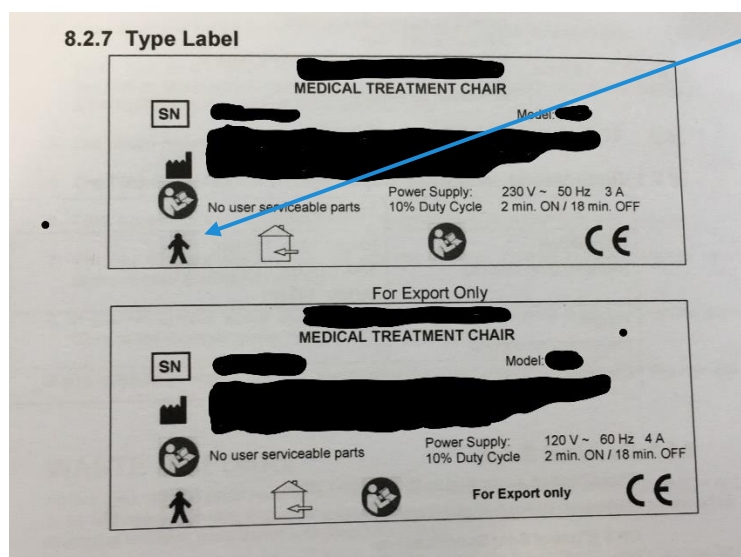 8.2.7 Type Label
MEDICAL TREATMENT CHAIR
SN
Model:
No user serviceable parts
Power Supply: 230 V ~ 50 Hz 3 A
10% Duty Cycle 2 min. ON / 18 min. OFF
CE
For Export Only
MEDICAL TREATMENT CHAIR
SN
Model:
No user serviceable parts
Power Supply: 120 V ~ 60 Hz 4 A
10% Duty Cycle 2 min. ON / 18 min. OFF
For Export only CE